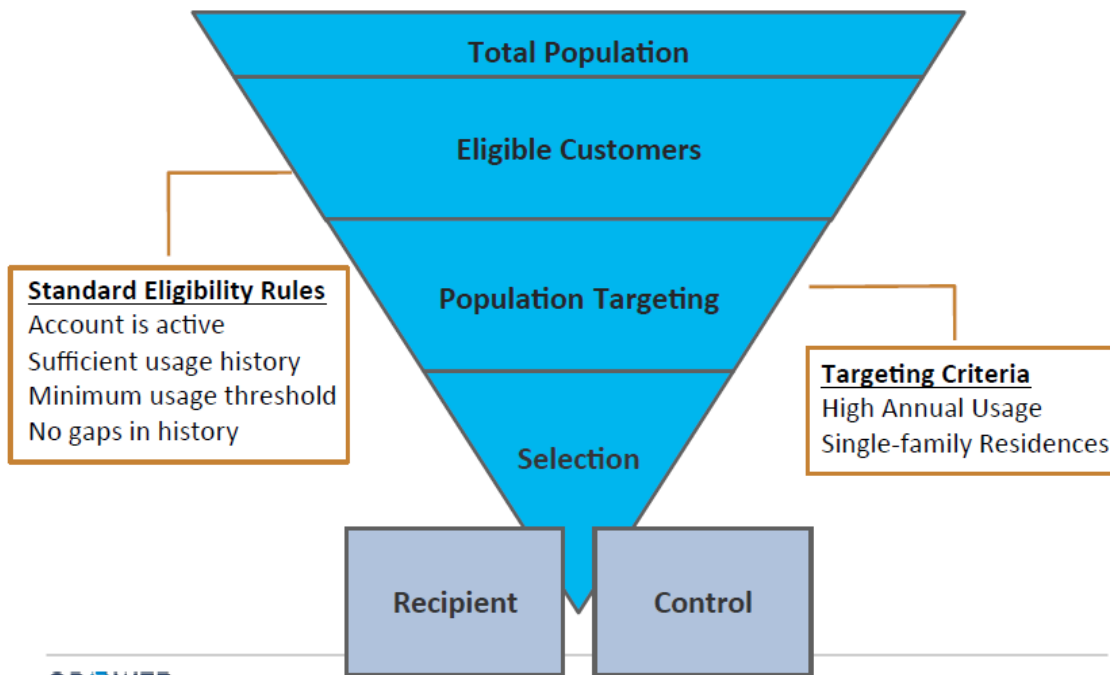 Total Population
Eligible Customers
Standard Eligibility Rules
Account is active
Sufficient usage history
Minimum usage threshold
No gaps in history
Population Targeting
Targeting Criteria
High Annual Usage
Single-family Residences
Selection
Recipient
Control